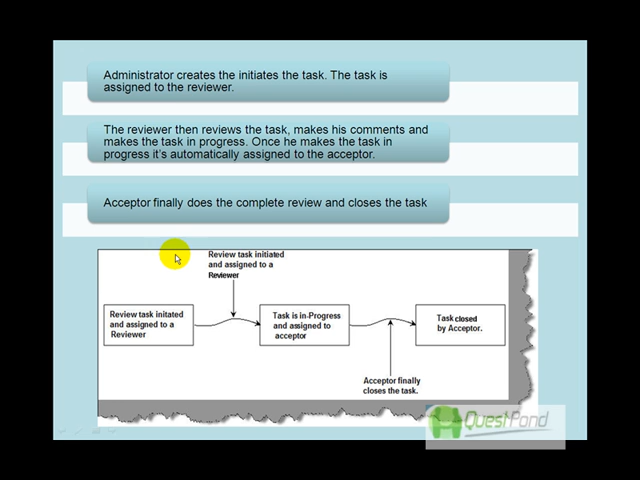 Administrator creates the initiates the task. The task is
assigned to the reviewer.
The reviewer then reviews the task, makes his comments and
makes the task in progress. Once he makes the task in
progress it's automatically assigned to the acceptor.
Acceptor finally does the complete review and closes the task
Review task initiated
and assigned to a
Reviewer
Review task initated
and assigned to a
Reviewer
Task is in-Progress
and assigned to
acceptor
Task closed
by Acceptor.
Acceptor finally
closes the task.
QuestPond